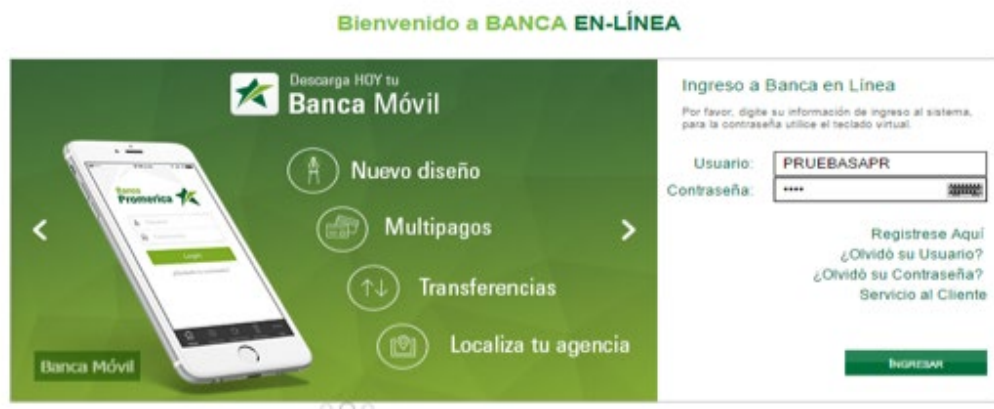 Bienvenido a BANCA EN-LÍNEA
Descarga HOY tu
Banca Móvil
Nuevo diseño
Multipagos
Transferencias
Localiza tu agencia
Banco
Promerica
Login
Banca Móvil
Ingreso a Banca en Línea
Por favor, digite su información de ingreso al sistema,
para la contraseña utilice el teclado virtual.
Usuario: PRUEBASAPR
Contraseña: ••••
Registrese Aquí
¿Olvidó su Usuario?
¿Olvidó su Contraseña?
Servicio al Cliente
INGRESAR